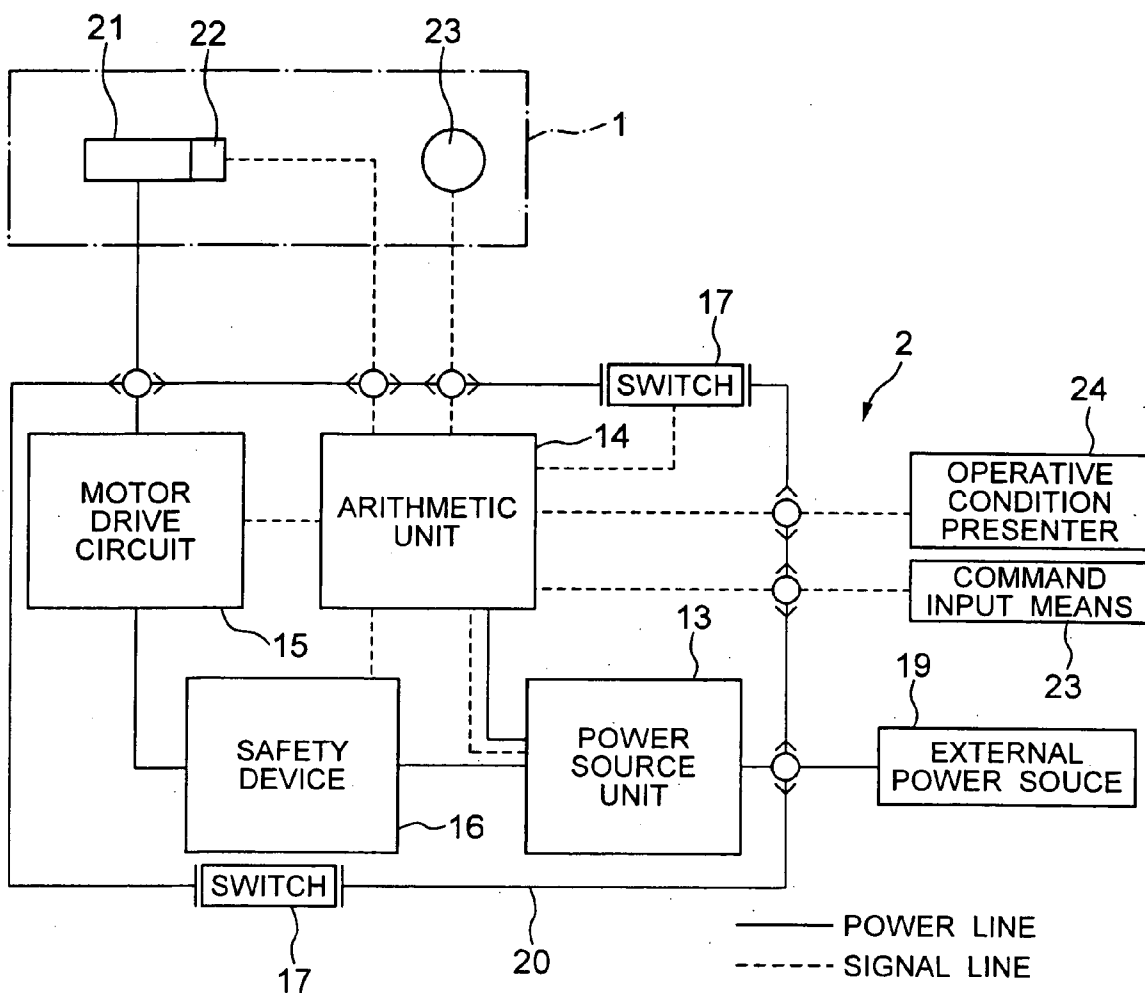 21
22
23
1
17
2
SWITCH
24
14
MOTOR
DRIVE
CIRCUIT
ARITHMETIC
UNIT
OPERATIVE
CONDITION
PRESENTER
COMMAND
INPUT MEANS
15
13
23
19
SAFETY
DEVICE
POWER
SOURCE
UNIT
EXTERNAL
POWER SOUCE
16
SWITCH
17
20
POWER LINE
SIGNAL LINE